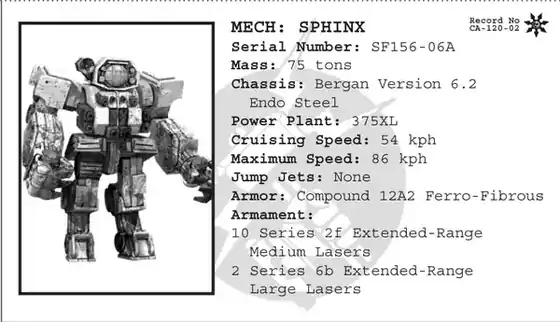 MECH: SPHINX
Record No
CA-120-02
Serial Number: SF156-06A
Mass: 75 tons
Chassis: Bergan Version 6.2
Endo Steel
Power Plant: 375XL
Cruising Speed: 54 kph
Maximum Speed: 86 kph
Jump Jets: None
Armor: Compound 12A2 Ferro-Fibrous
Armament:
10 Series 2f Extended-Range
Medium Lasers
2 Series 6b Extended-Range
Large Lasers